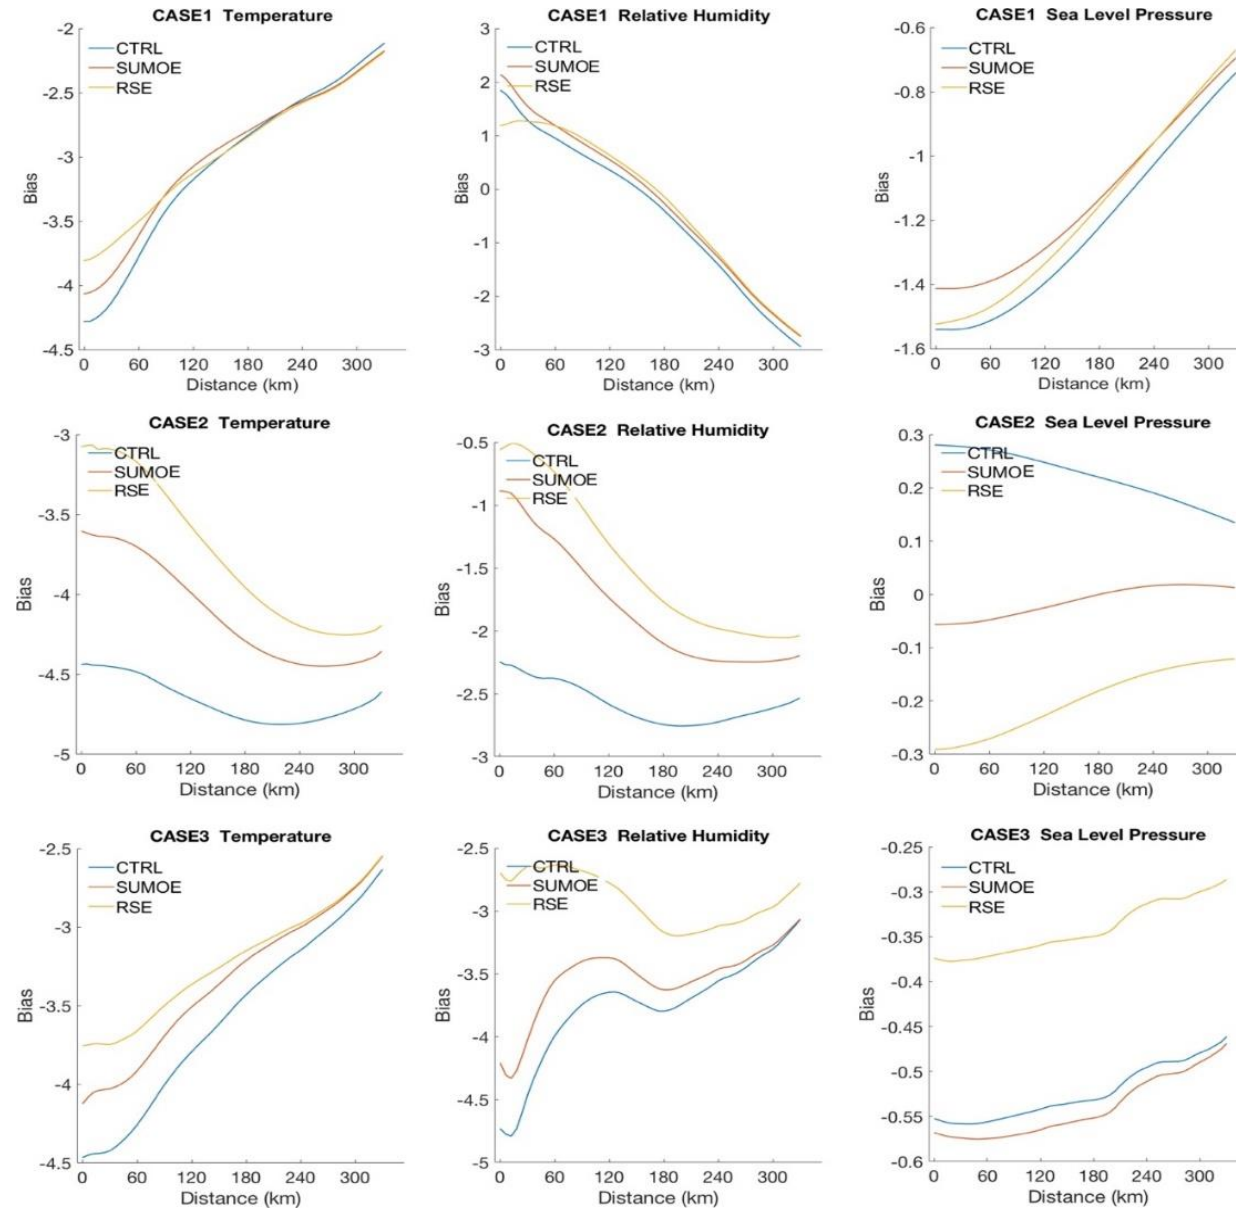 CASE1 Temperature
-2
-2.5
-3
-3.5
-4
-4.5
Bias
CTRL
SUMOE
RSE
0 60 120 180 240 300
Distance (km)
CASE1 Relative Humidity
3
2
1
0
-1
-2
-3
Bias
CTRL
SUMOE
RSE
0 60 120 180 240 300
Distance (km)
CASE1 Sea Level Pressure
-0.6
-0.8
-1
-1.2
-1.4
-1.6
Bias
CTRL
SUMOE
RSE
0 60 120 180 240 300
Distance (km)
CASE2 Temperature
-3
-3.5
-4
-4.5
-5
Bias
CTRL
SUMOE
RSE
0 60 120 180 240 300
Distance (km)
CASE2 Relative Humidity
-0.5
-1
-1.5
-2
-2.5
-3
Bias
CTRL
SUMOE
RSE
0 60 120 180 240 300
Distance (km)
CASE2 Sea Level Pressure
0.3
0.2
0.1
0
-0.1
-0.2
-0.3
Bias
CTRL
SUMOE
RSE
0 60 120 180 240 300
Distance (km)
CASE3 Temperature
-2.5
-3
-3.5
-4
-4.5
Bias
CTRL
SUMOE
RSE
0 60 120 180 240 300
Distance (km)
CASE3 Relative Humidity
-2.5
-3
-3.5
-4
-4.5
-5
Bias
CTRL
SUMOE
RSE
0 60 120 180 240 300
Distance (km)
CASE3 Sea Level Pressure
-0.25
-0.3
-0.35
-0.4
-0.45
-0.5
-0.55
-0.6
Bias
CTRL
SUMOE
RSE
0 60 120 180 240 300
Distance (km)